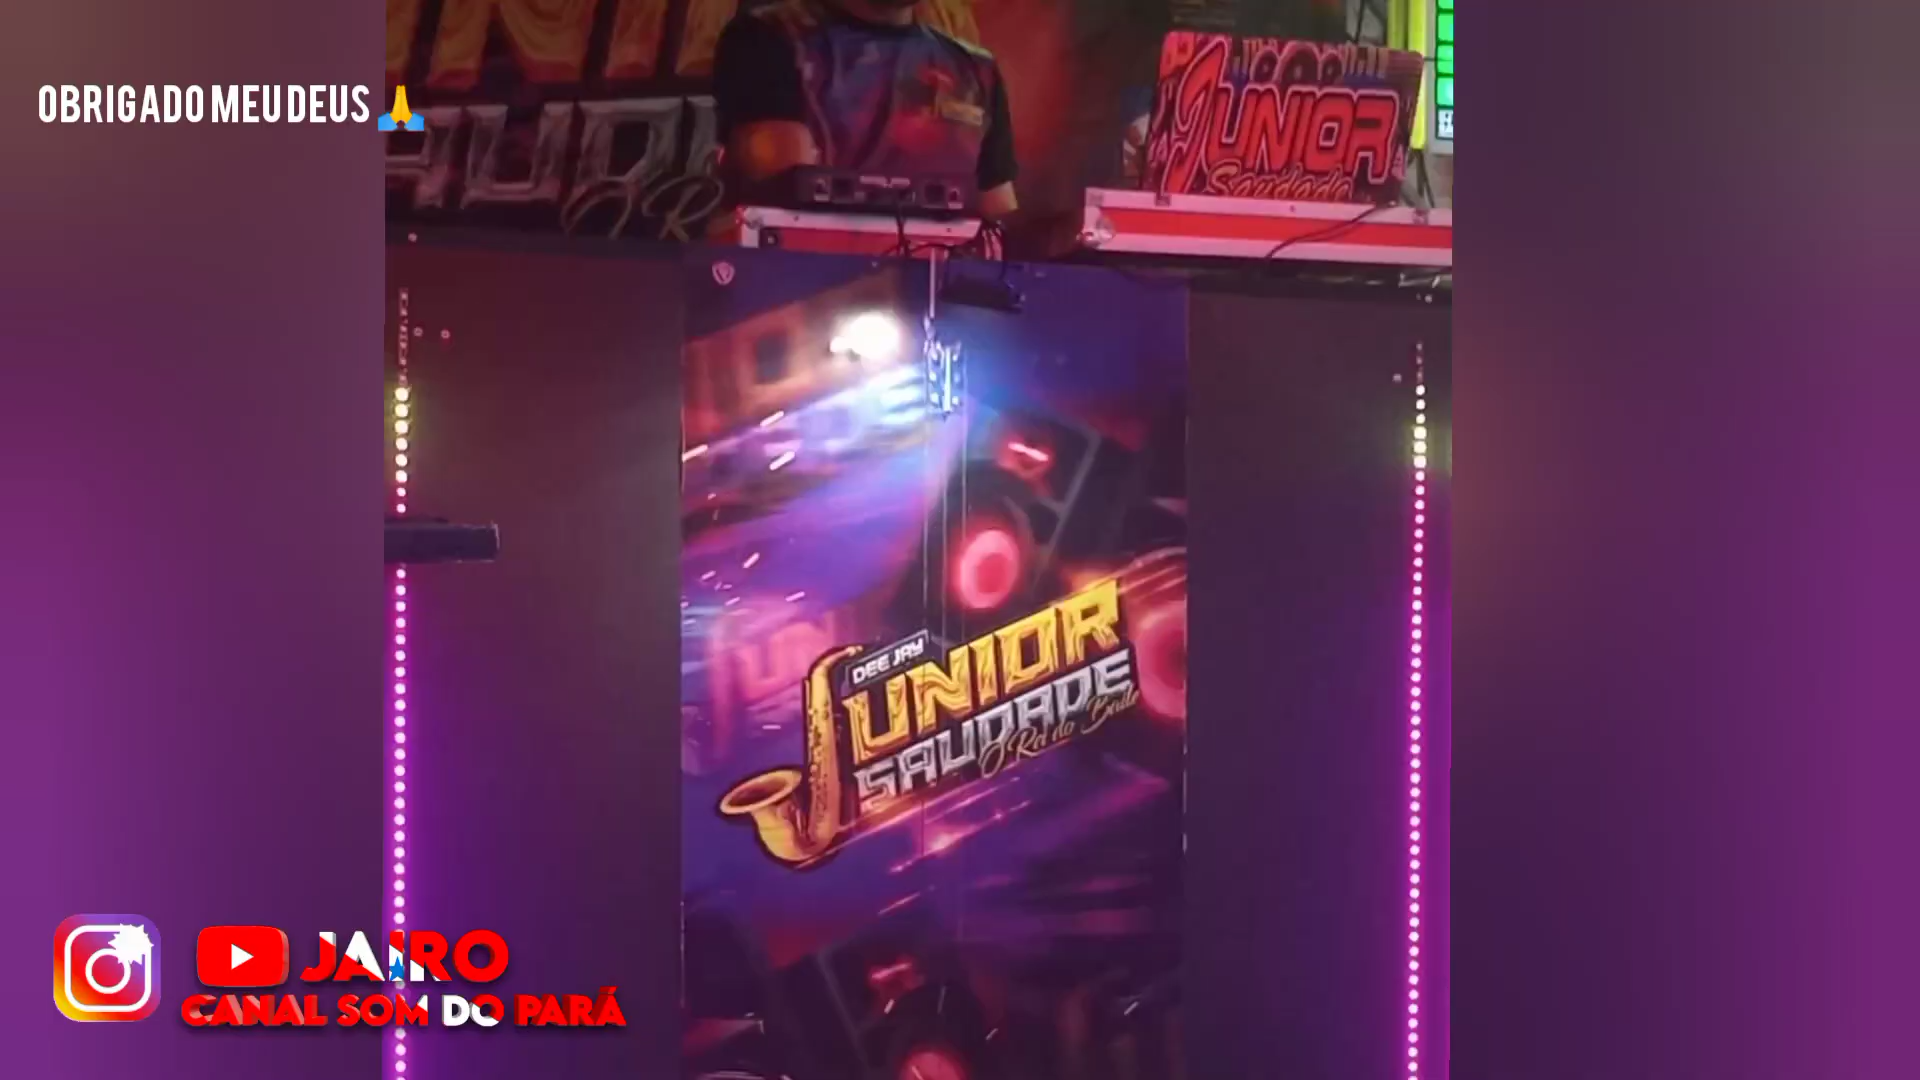 OBRIGADO MEU DEUS 🙏
JUNIOR
Saudade
DEE JAY
JUNIOR
SAUDADE
O Rei do Baile
JAIRO
CANAL SOM DO PARÁ